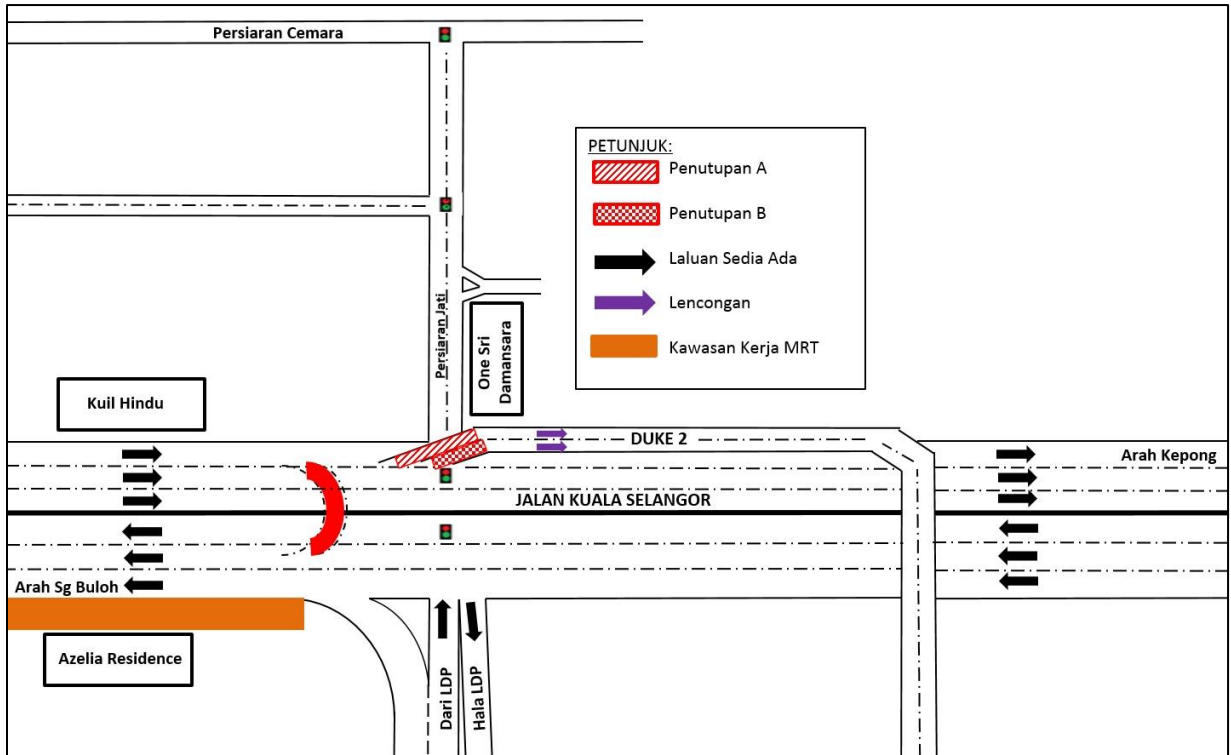 Persiaran Cemara
PETUNJUK:
Penutupan A
Penutupan B
Laluan Sedia Ada
Lencongan
Kawasan Kerja MRT
Persiaran Jati
One Sri
Damansara
Kuil Hindu
DUKE 2
Arah Kepong
JALAN KUALA SELANGOR
Arah Sg Buloh
Azelia Residence
Dari LDP
Hala LDP